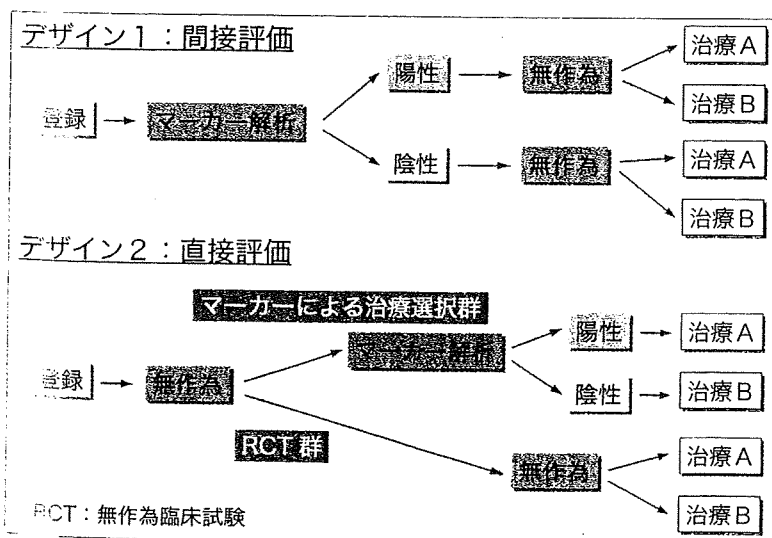 デザイン1：間接評価
登録
マーカー解析
陽性
無作為
治療A
治療B
陰性
無作為
治療A
治療B
デザイン2：直接評価
マーカーによる治療選択群
登録
無作為
マーカー解析
陽性
治療A
陰性
治療B
RCT群
無作為
治療A
治療B
RCT：無作為臨床試験